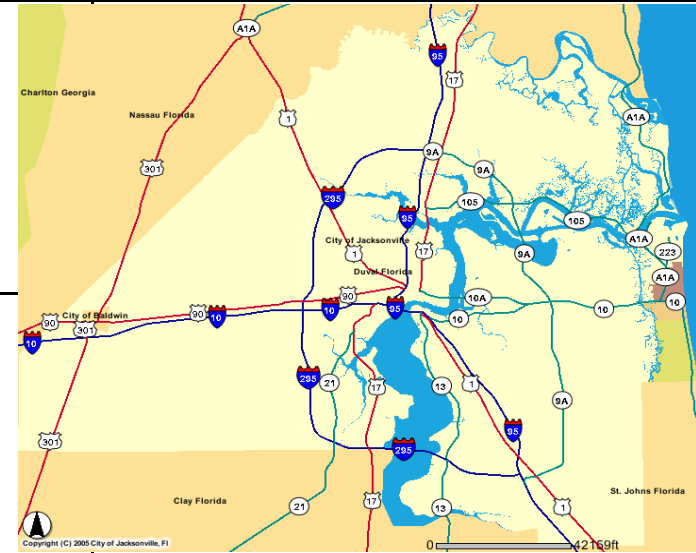 A1A
95
17
Charlton Georgia
Nassau Florida
1
A1A
9A
9A
301
295
105
95
105
City of Jacksonville
A1A
1
17
9A
223
Duval Florida
A1A
90
10A
10
90
City of Baldwin
90
10
10
95
10
10
301
10
295
21
17
13
1
9A
95
301
295
St. Johns Florida
Clay Florida
17
21
13
1
Copyright (C) 2005 City of Jacksonville, Fl
0
42159ft